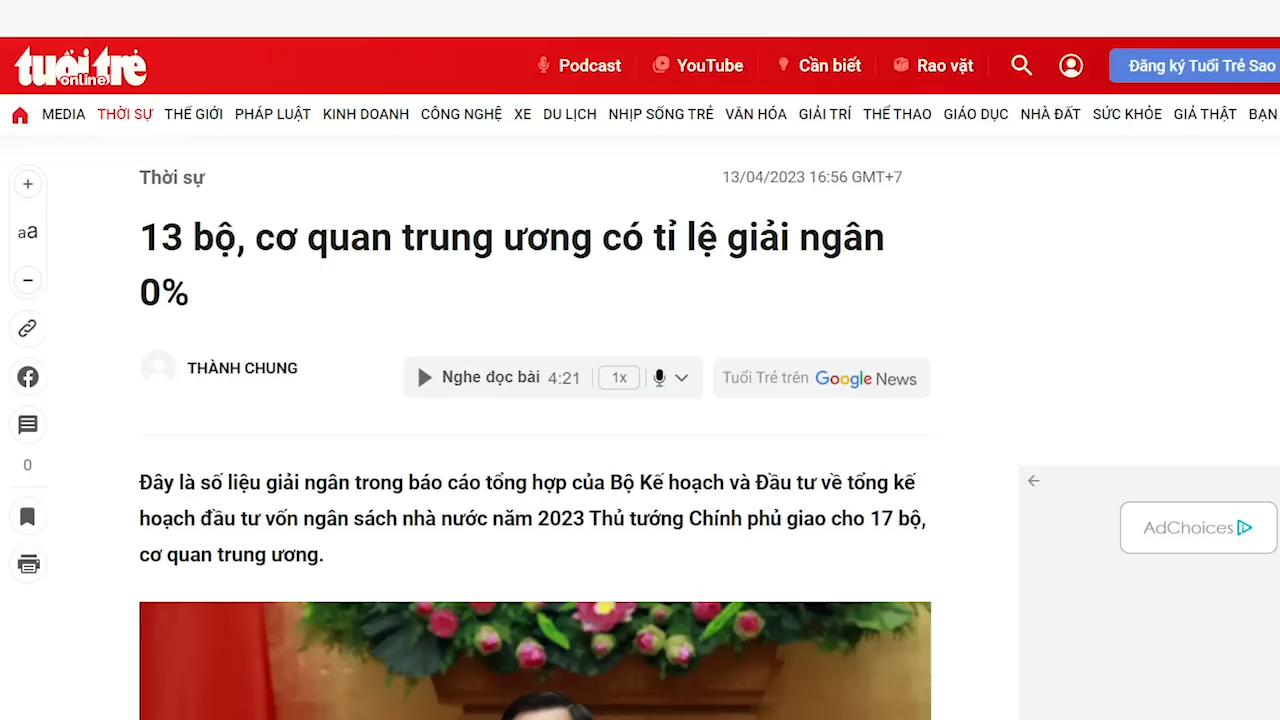 tuổi trẻ
online
Podcast
YouTube
Cần biết
Rao vặt
Đăng ký Tuổi Trẻ Sao
MEDIA THỜI SỰ THẾ GIỚI PHÁP LUẬT KINH DOANH CÔNG NGHỆ XE DU LỊCH NHỊP SỐNG TRẺ VĂN HÓA GIẢI TRÍ THỂ THAO GIÁO DỤC NHÀ ĐẤT SỨC KHỎE GIẢ THẬT BẠN
Thời sự
13/04/2023 16:56 GMT+7
+
aa
−
0
13 bộ, cơ quan trung ương có tỉ lệ giải ngân
0%
THÀNH CHUNG
Nghe đọc bài 4:21 1x
Tuổi Trẻ trên Google News
Đây là số liệu giải ngân trong báo cáo tổng hợp của Bộ Kế hoạch và Đầu tư về tổng kế
hoạch đầu tư vốn ngân sách nhà nước năm 2023 Thủ tướng Chính phủ giao cho 17 bộ,
cơ quan trung ương.
AdChoices